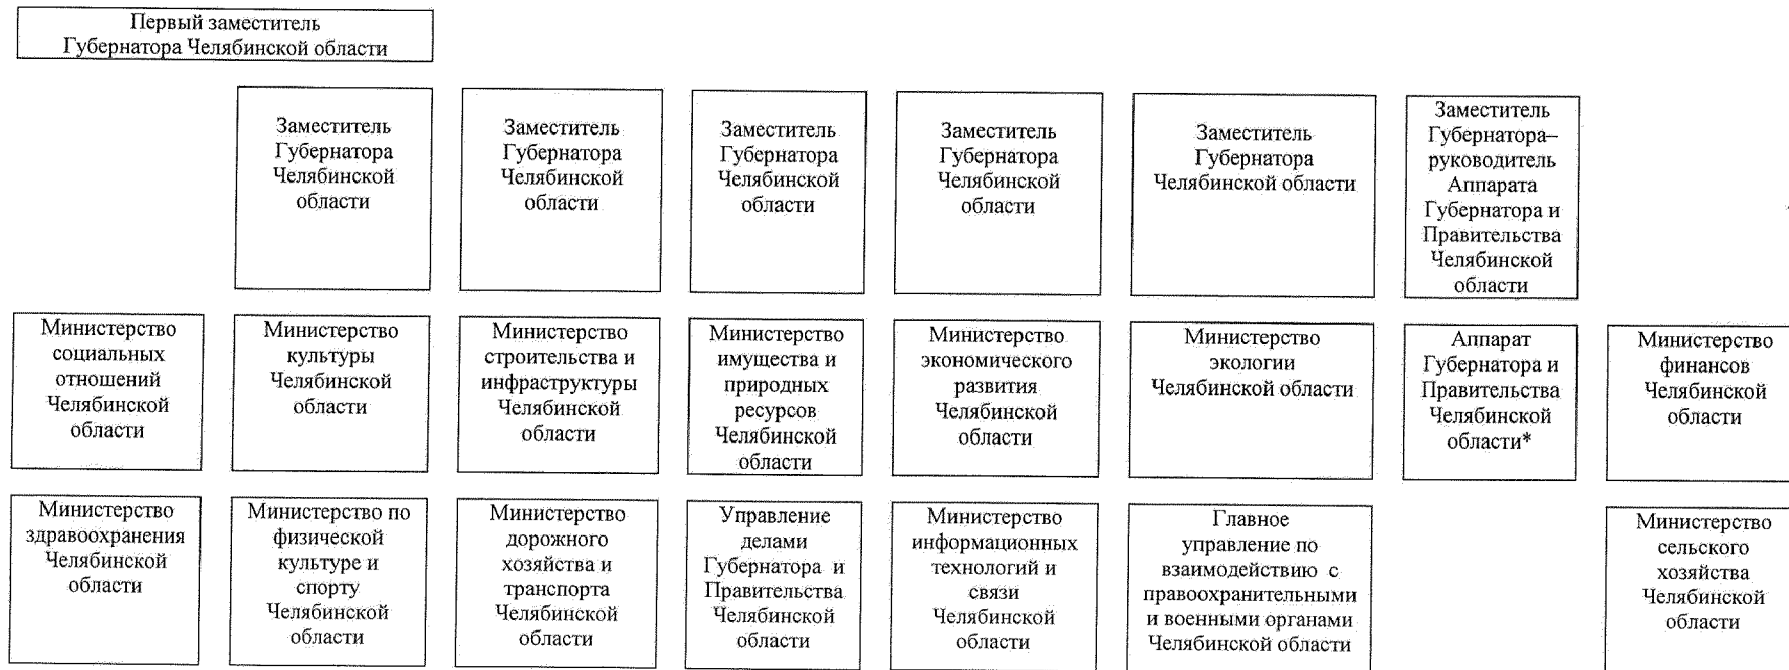 Первый заместитель
Губернатора Челябинской области
Заместитель
Губернатора
Челябинской
области
Заместитель
Губернатора
Челябинской
области
Заместитель
Губернатора
Челябинской
области
Заместитель
Губернатора
Челябинской
области
Заместитель
Губернатора
Челябинской области
Заместитель
Губернатора–
руководитель
Аппарата
Губернатора и
Правительства
Челябинской
области
Министерство
социальных
отношений
Челябинской
области
Министерство
культуры
Челябинской
области
Министерство
строительства и
инфраструктуры
Челябинской
области
Министерство
имущества и
природных
ресурсов
Челябинской
области
Министерство
экономического
развития
Челябинской
области
Министерство
экологии
Челябинской области
Аппарат
Губернатора и
Правительства
Челябинской
области*
Министерство
финансов
Челябинской
области
Министерство
здравоохранения
Челябинской
области
Министерство по
физической
культуре и
спорту
Челябинской
области
Министерство
дорожного
хозяйства и
транспорта
Челябинской
области
Управление
делами
Губернатора и
Правительства
Челябинской
области
Министерство
информационных
технологий и
связи
Челябинской
области
Главное
управление по
взаимодействию с
правоохранительными
и военными органами
Челябинской области
Министерство
сельского
хозяйства
Челябинской
области